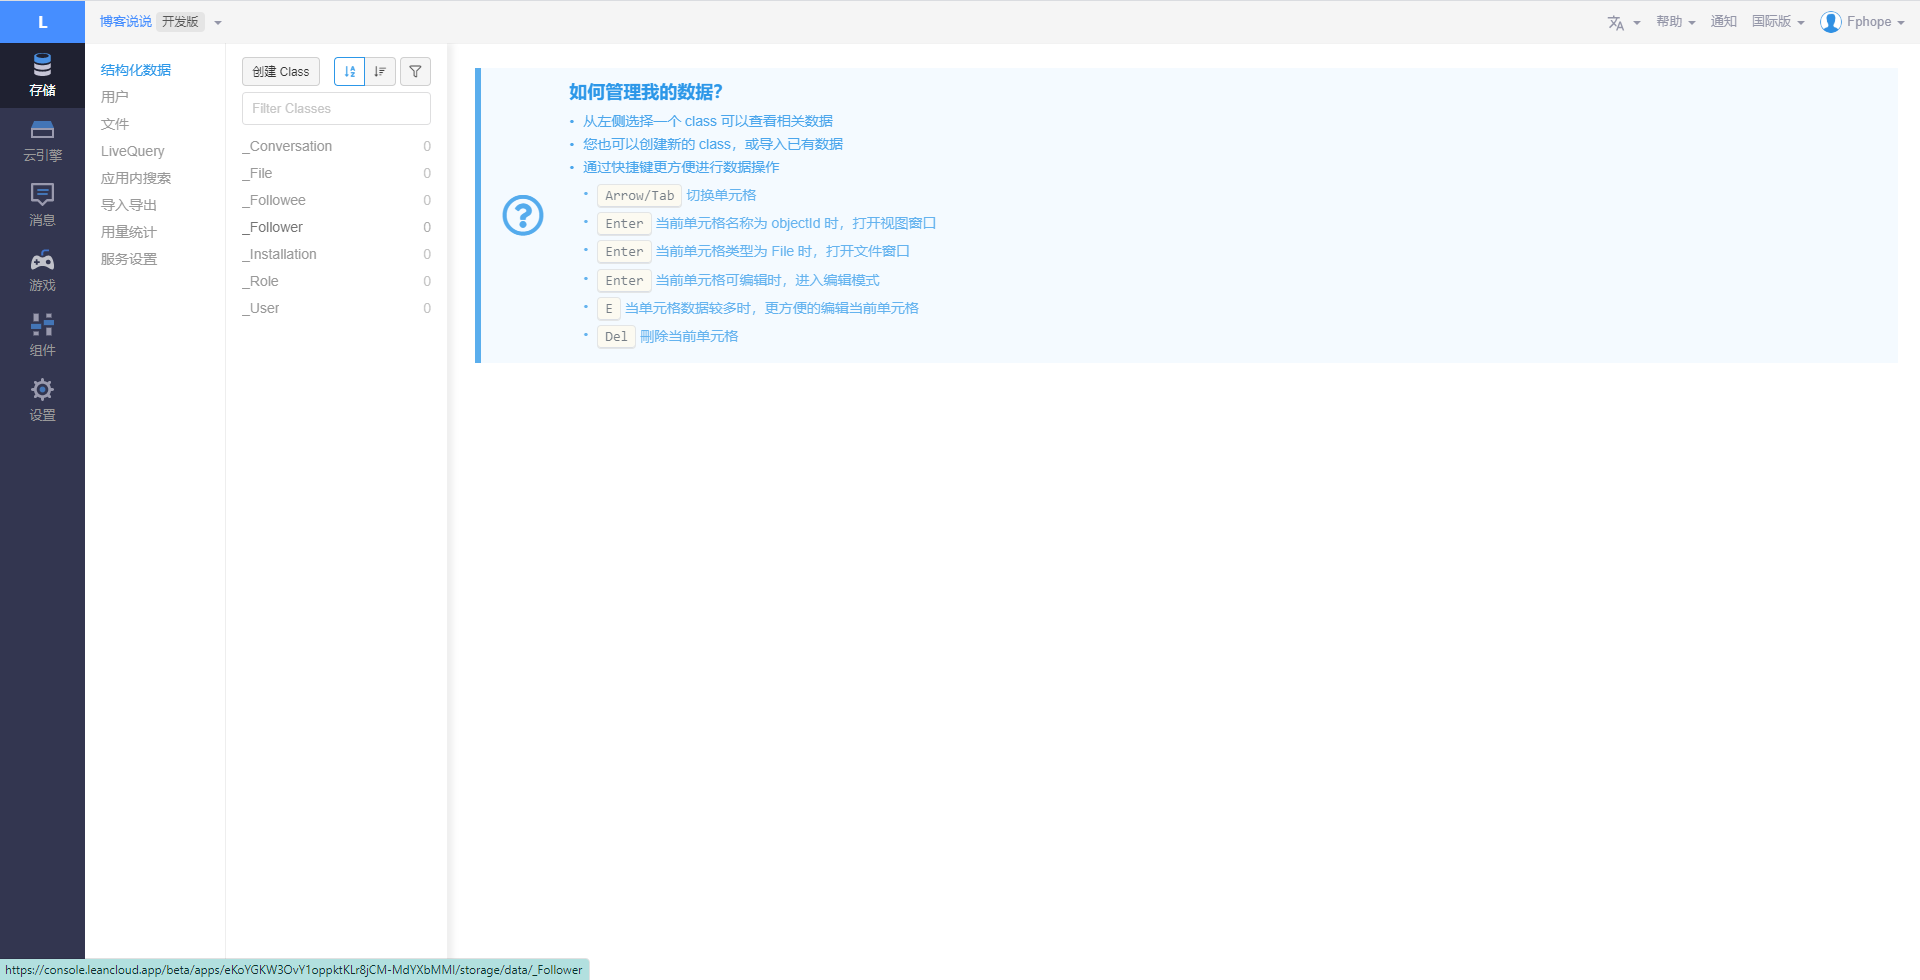 L
博客说说 开发版
帮助
通知
国际版
Fphope
存储
云引擎
消息
游戏
组件
设置
结构化数据
用户
文件
LiveQuery
应用内搜索
导入导出
用量统计
服务设置
创建 Class
Filter Classes
_Conversation 0
_File 0
_Followee 0
_Follower 0
_Installation 0
_Role 0
_User 0
如何管理我的数据？
• 从左侧选择一个 class 可以查看相关数据
• 您也可以创建新的 class，或导入已有数据
• 通过快捷键更方便进行数据操作
• Arrow/Tab 切换单元格
• Enter 当前单元格名称为 objectId 时，打开视图窗口
• Enter 当前单元格类型为 File 时，打开文件窗口
• Enter 当前单元格可编辑时，进入编辑模式
• E 当单元格数据较多时，更方便的编辑当前单元格
• Del 刪除当前单元格
https://console.leancloud.app/beta/apps/eKoYGKW3OvY1oppktKLr8jCM-MdYXbMMI/storage/data/_Follower